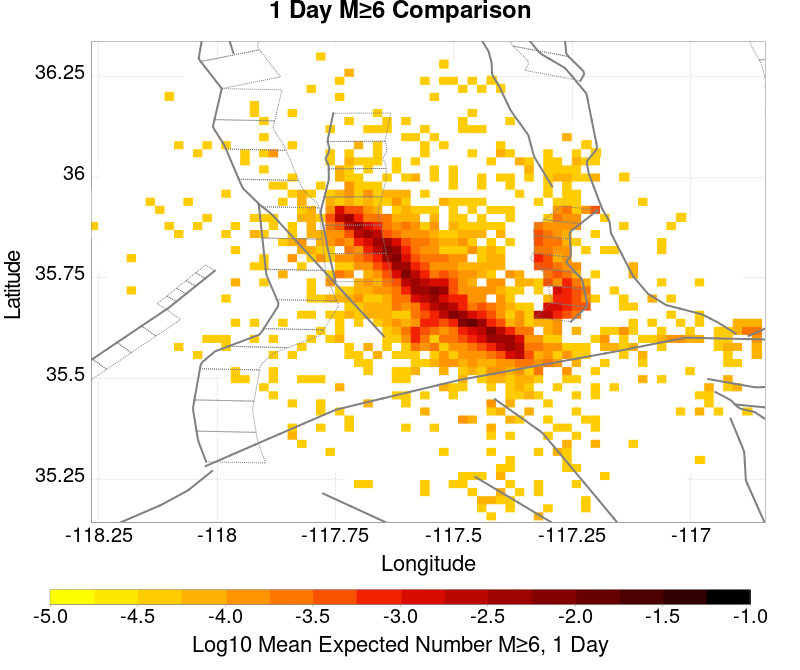 1 Day M≥6 Comparison
36.25
36
35.75
35.5
35.25
Latitude
-118.25 -118 -117.75 -117.5 -117.25 -117
Longitude
-5.0 -4.5 -4.0 -3.5 -3.0 -2.5 -2.0 -1.5 -1.0
Log10 Mean Expected Number M≥6, 1 Day